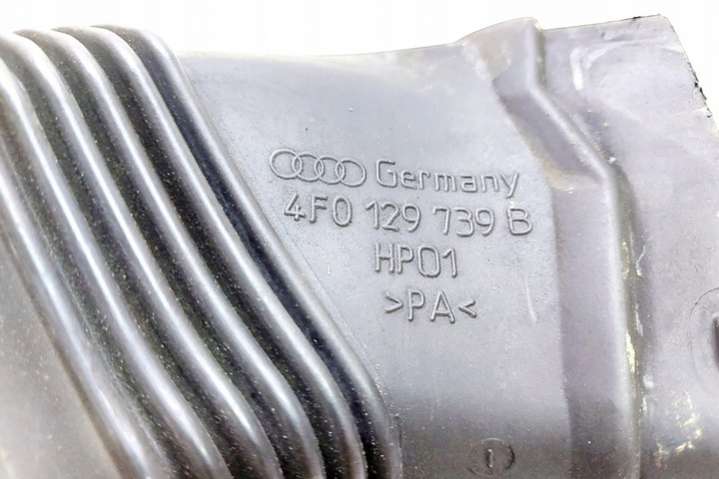 Germany
4F0 129 739 B
HP01
>PA<